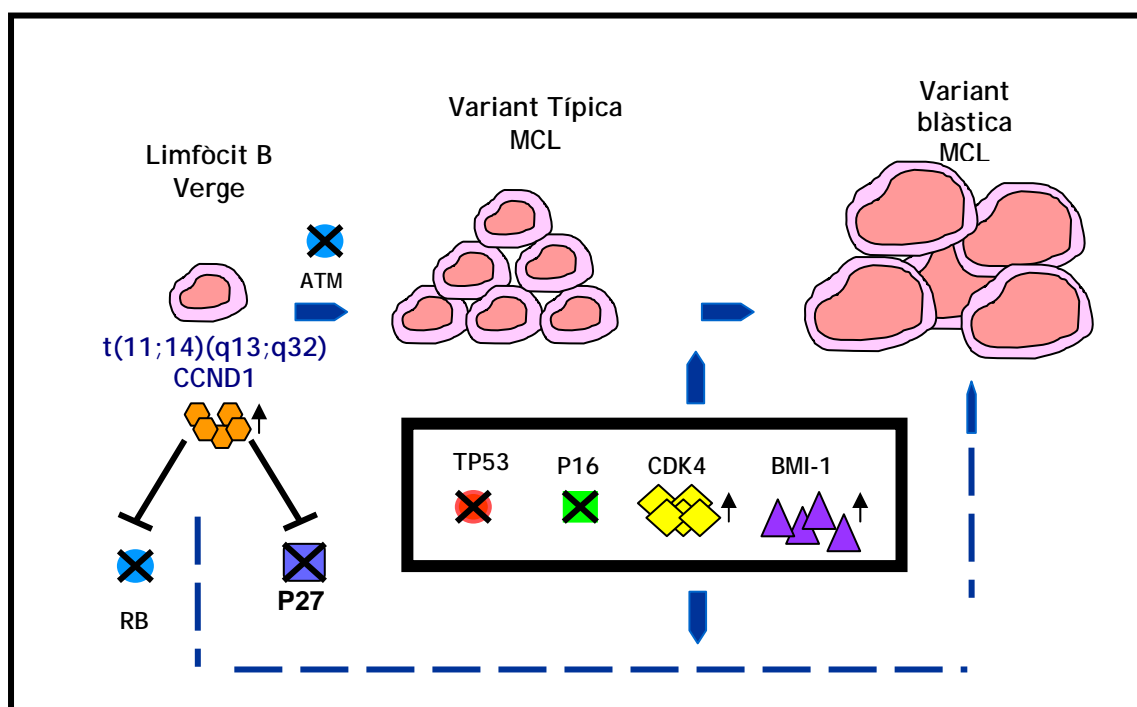 Limfòcit B
Verge
ATM
Variant Típica
MCL
Variant
blàstica
MCL
t(11;14)(q13;q32)
CCND1
RB
P27
TP53
P16
CDK4
BMI-1